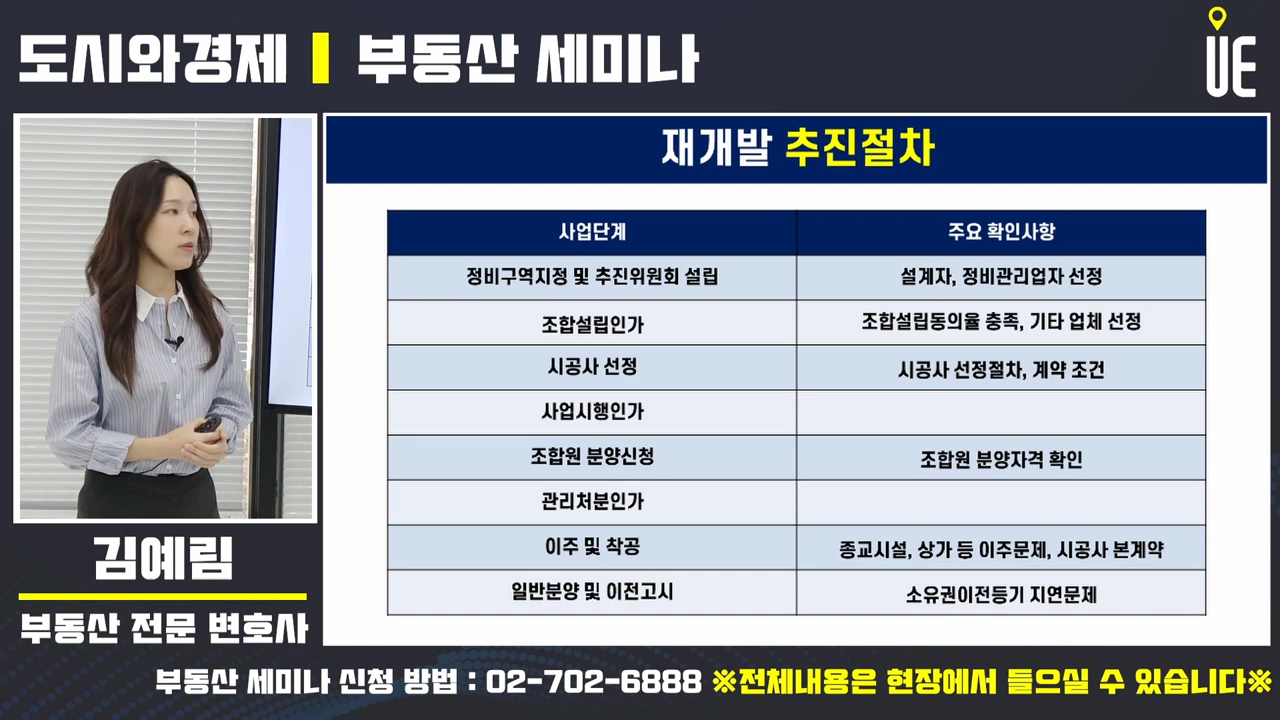 도시와경제 | 부동산 세미나
UE
재개발 추진절차
사업단계 주요 확인사항
정비구역지정 및 추진위원회 설립 설계자, 정비관리업자 선정
조합설립인가 조합설립동의율 충족, 기타 업체 선정
시공사 선정 시공사 선정절차, 계약 조건
사업시행인가
조합원 분양신청 조합원 분양자격 확인
관리처분인가
이주 및 착공 종교시설, 상가 등 이주문제, 시공사 본계약
일반분양 및 이전고시 소유권이전등기 지연문제
김예림
부동산 전문 변호사
부동산 세미나 신청 방법 : 02-702-6888 ※전체내용은 현장에서 들으실 수 있습니다※